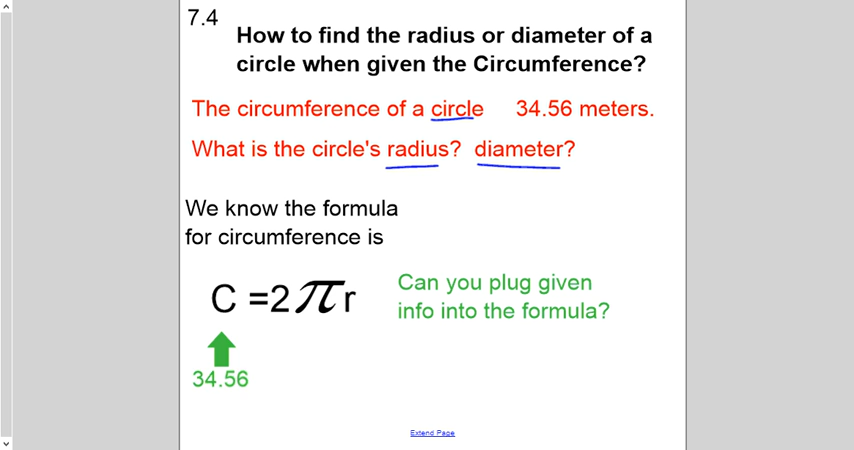 7.4
How to find the radius or diameter of a
circle when given the Circumference?
The circumference of a circle 34.56 meters.
What is the circle's radius? diameter?
We know the formula
for circumference is
C =2πr
Can you plug given
info into the formula?
34.56
Extend Page